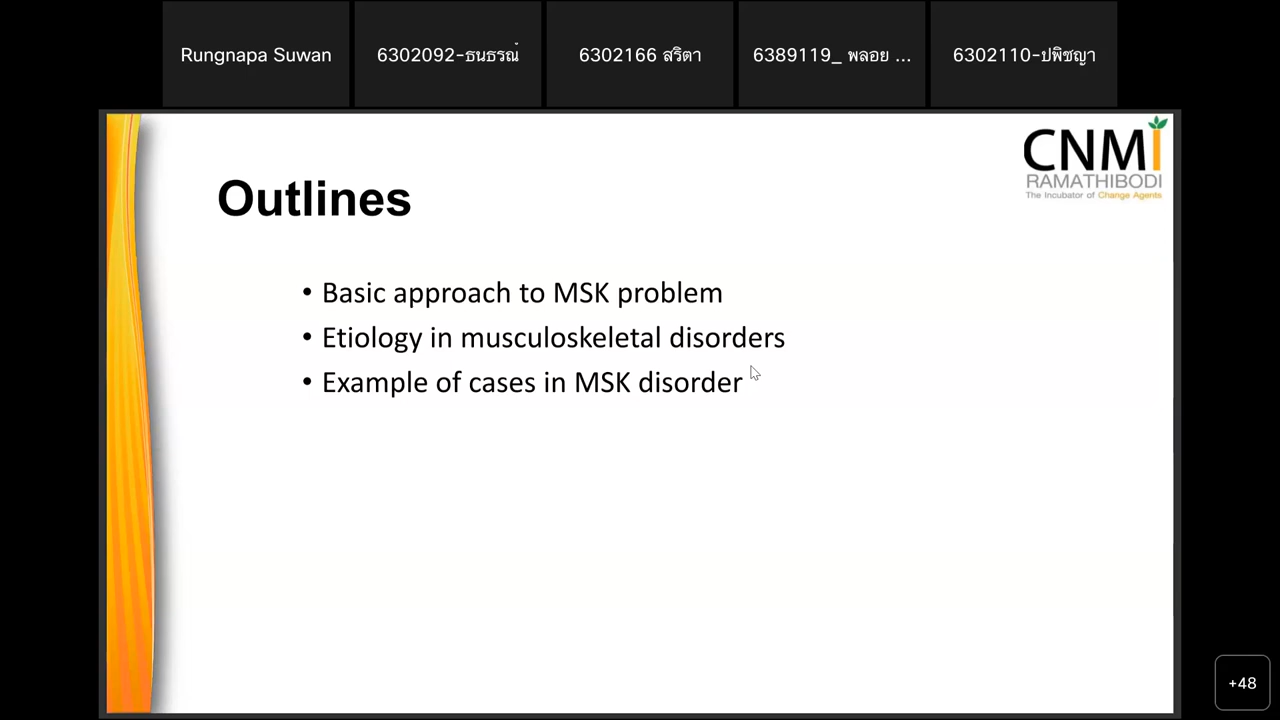 Rungnapa Suwan
6302092-ธนธรณ์
6302166 สริตา
6389119_ พลอย ...
6302110-ปพิชญา
CNMI
RAMATHIBODI
The Incubator of Change Agents
Outlines
• Basic approach to MSK problem
• Etiology in musculoskeletal disorders
• Example of cases in MSK disorder
+48